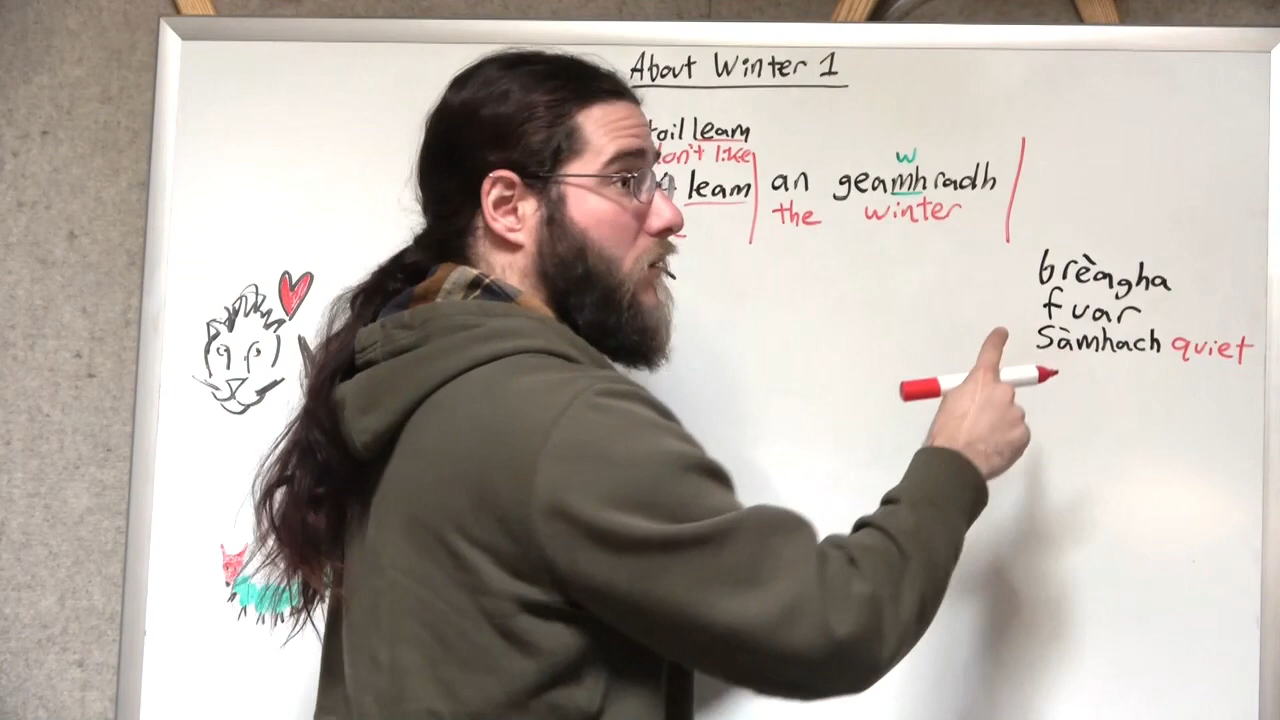 About Winter 1
toil leam
don't like
w
leam an geamhradh
the winter
brèagha
fuar
Sàmhach quiet